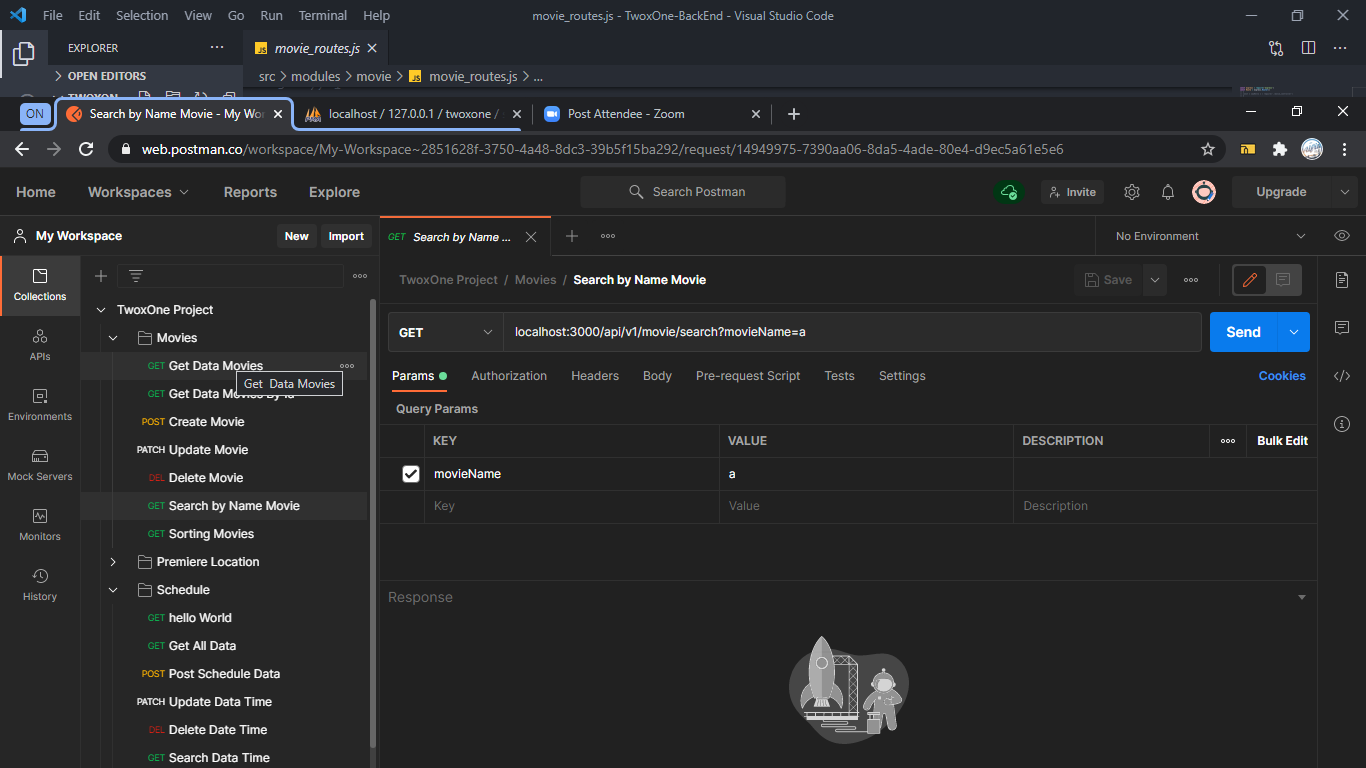 File Edit Selection View Go Run Terminal Help movie_routes.js - TwoxOne-BackEnd - Visual Studio Code
EXPLORER ... JS movie_routes.js
OPEN EDITORS src > modules > movie > JS movie_routes.js > ...
ON Search by Name Movie - My Wor localhost / 127.0.0.1 / twoxone / Post Attendee - Zoom
web.postman.co/workspace/My-Workspace~2851628f-3750-4a48-8dc3-39b5f15ba292/request/14949975-7390aa06-8da5-4ade-80e4-d9ec5a61e5e6
Home Workspaces Reports Explore Search Postman Invite Upgrade
My Workspace New Import GET Search by Name ... No Environment
Collections
APIs
Environments
Mock Servers
Monitors
History
TwoxOne Project
Movies
GET Get Data Movies
Get Data Movies
GET Get Data Movies By Id
POST Create Movie
PATCH Update Movie
DEL Delete Movie
GET Search by Name Movie
GET Sorting Movies
Premiere Location
Schedule
GET hello World
GET Get All Data
POST Post Schedule Data
PATCH Update Data Time
DEL Delete Date Time
GET Search Data Time
TwoxOne Project / Movies / Search by Name Movie Save
GET localhost:3000/api/v1/movie/search?movieName=a Send
Params Authorization Headers Body Pre-request Script Tests Settings Cookies
Query Params
KEY VALUE DESCRIPTION Bulk Edit
movieName a
Key Value Description
Response